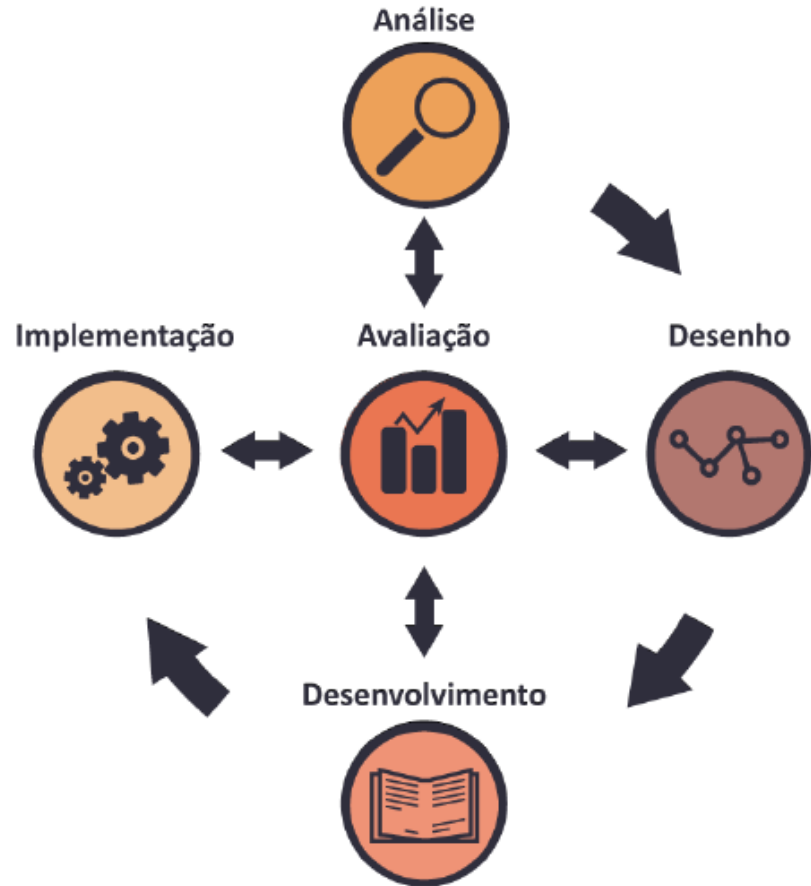 Análise
Implementação
Avaliação
Desenho
Desenvolvimento